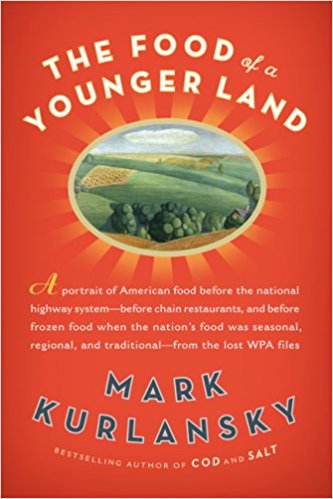 THE FOOD of a
YOUNGER LAND
A portrait of American food before the national
highway system—before chain restaurants, and before
frozen food when the nation's food was seasonal,
regional, and traditional—from the lost WPA files
MARK
KURLANSKY
BESTSELLING AUTHOR OF COD AND SALT